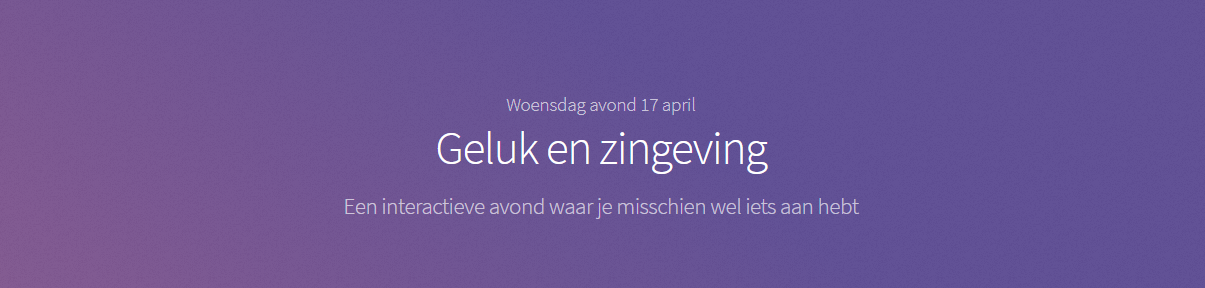 Woensdag avond 17 april
Geluk en zingeving
Een interactieve avond waar je misschien wel iets aan hebt